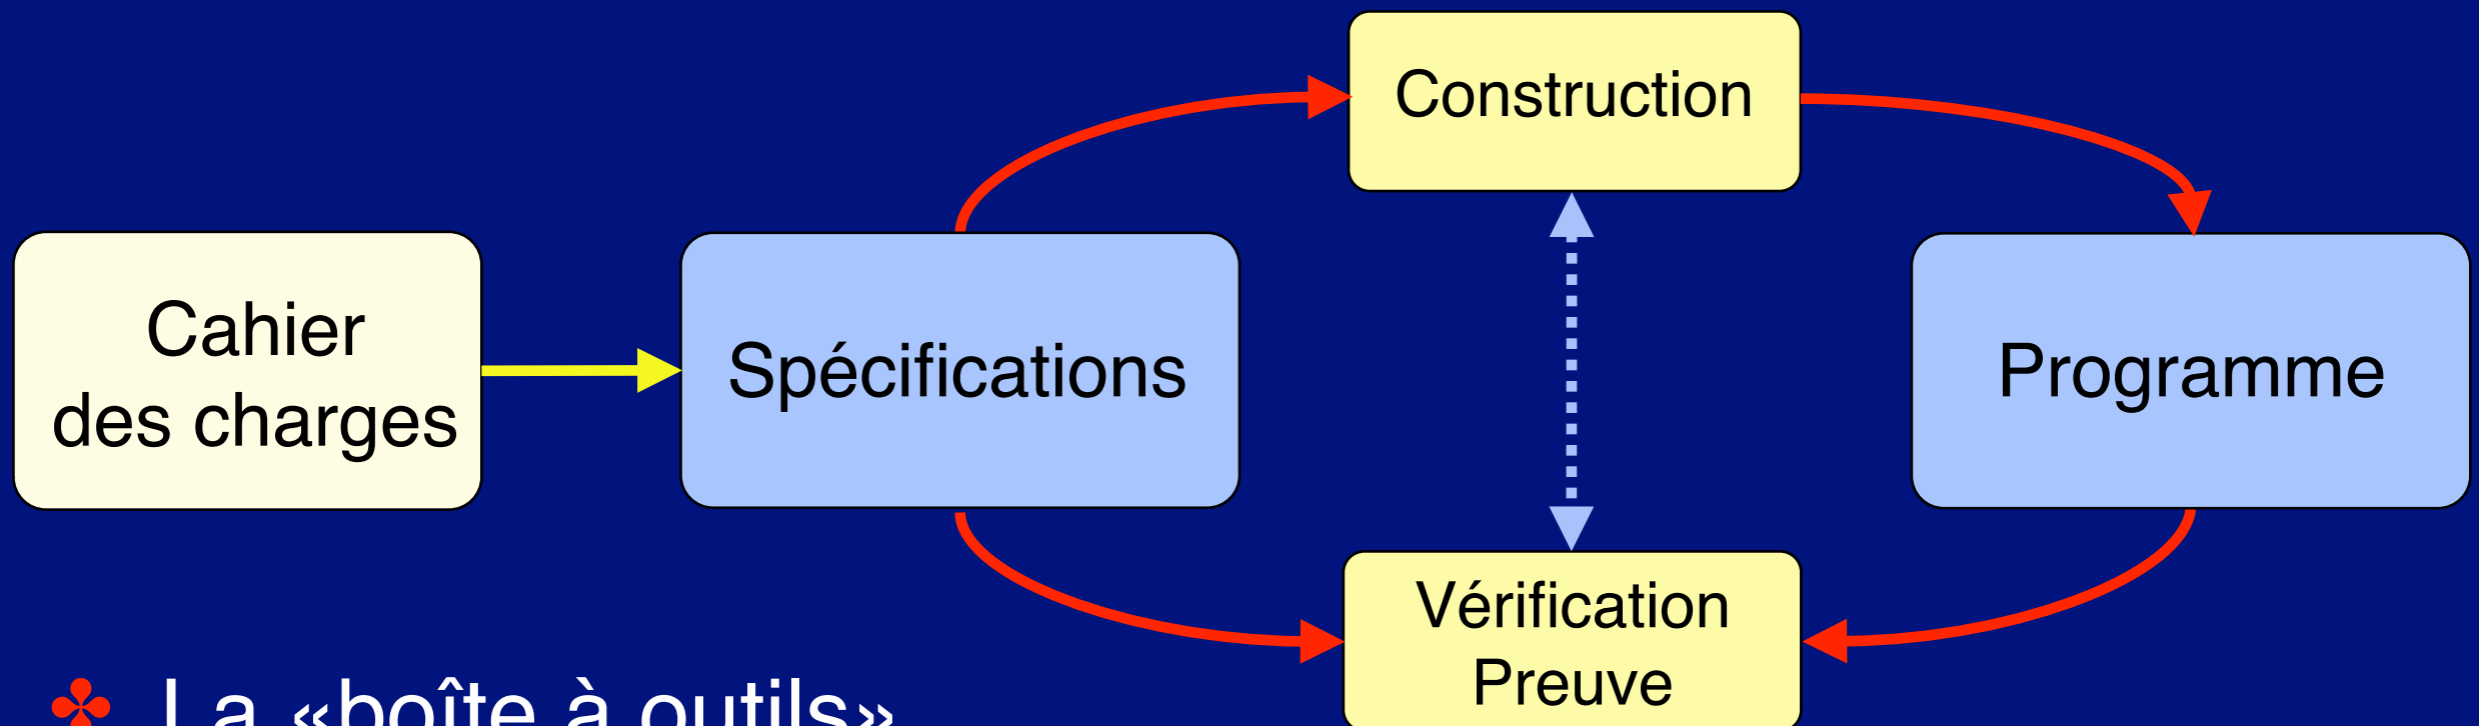 Construction
Cahier
des charges
Spécifications
Programme
Vérification
Preuve
La «boîte à outils»